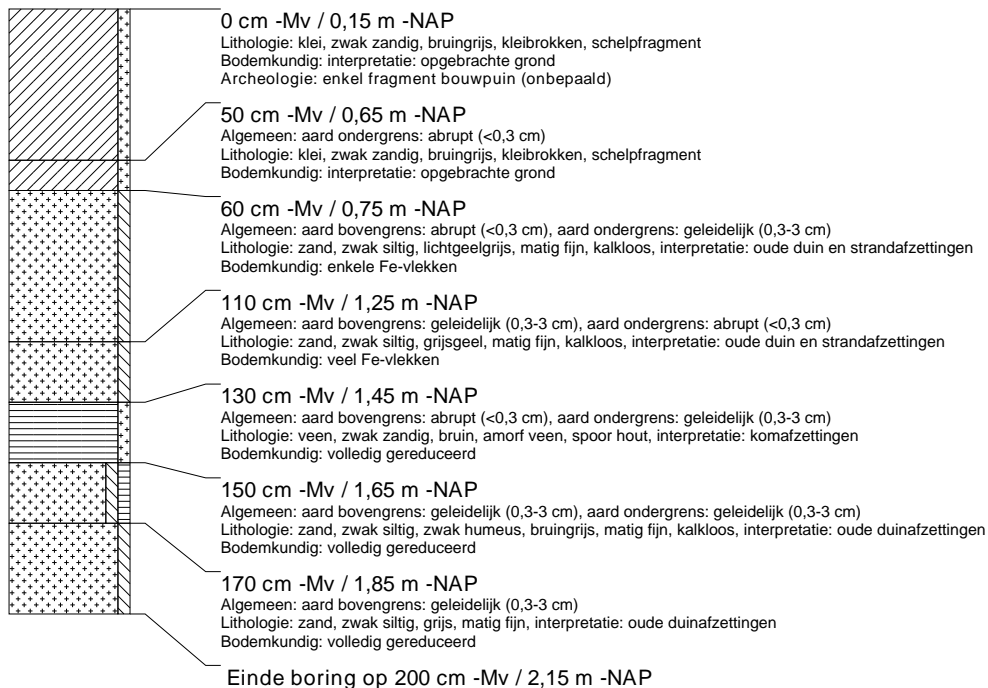 0 cm -Mv / 0,15 m -NAP
Lithologie: klei, zwak zandig, bruingrijs, kleibrokken, schelpfragment
Bodemkundig: interpretatie: opgebrachte grond
Archeologie: enkel fragment bouwpuin (onbepaald)
50 cm -Mv / 0,65 m -NAP
Algemeen: aard ondergrens: abrupt (<0,3 cm)
Lithologie: klei, zwak zandig, bruingrijs, kleibrokken, schelpfragment
Bodemkundig: interpretatie: opgebrachte grond
60 cm -Mv / 0,75 m -NAP
Algemeen: aard bovengrens: abrupt (<0,3 cm), aard ondergrens: geleidelijk (0,3-3 cm)
Lithologie: zand, zwak siltig, lichtgeelgrijs, matig fijn, kalkloos, interpretatie: oude duin en strandafzettingen
Bodemkundig: enkele Fe-vlekken
110 cm -Mv / 1,25 m -NAP
Algemeen: aard bovengrens: geleidelijk (0,3-3 cm), aard ondergrens: abrupt (<0,3 cm)
Lithologie: zand, zwak siltig, grijsgeel, matig fijn, kalkloos, interpretatie: oude duin en strandafzettingen
Bodemkundig: veel Fe-vlekken
130 cm -Mv / 1,45 m -NAP
Algemeen: aard bovengrens: abrupt (<0,3 cm), aard ondergrens: geleidelijk (0,3-3 cm)
Lithologie: veen, zwak zandig, bruin, amorf veen, spoor hout, interpretatie: komafzettingen
Bodemkundig: volledig gereduceerd
150 cm -Mv / 1,65 m -NAP
Algemeen: aard bovengrens: geleidelijk (0,3-3 cm), aard ondergrens: geleidelijk (0,3-3 cm)
Lithologie: zand, zwak siltig, zwak humeus, bruingrijs, matig fijn, kalkloos, interpretatie: oude duinafzettingen
Bodemkundig: volledig gereduceerd
170 cm -Mv / 1,85 m -NAP
Algemeen: aard bovengrens: geleidelijk (0,3-3 cm)
Lithologie: zand, zwak siltig, grijs, matig fijn, interpretatie: oude duinafzettingen
Bodemkundig: volledig gereduceerd
Einde boring op 200 cm -Mv / 2,15 m -NAP